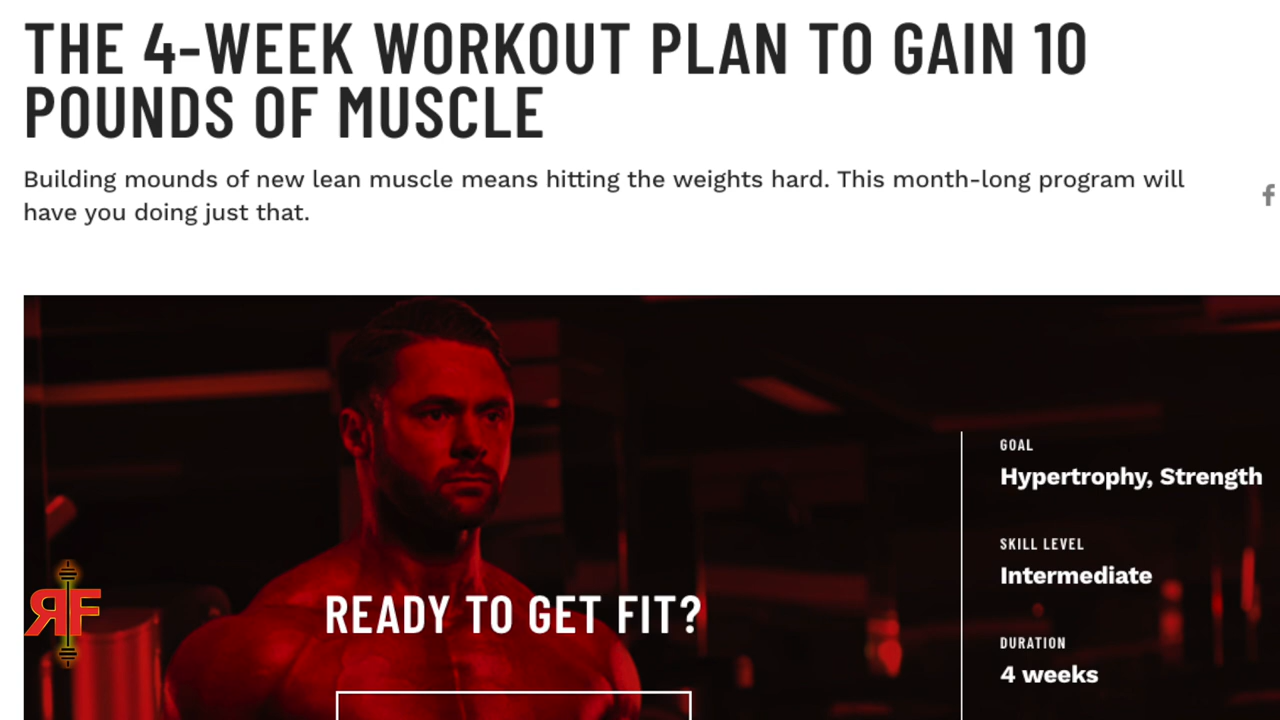 THE 4-WEEK WORKOUT PLAN TO GAIN 10
POUNDS OF MUSCLE
Building mounds of new lean muscle means hitting the weights hard. This month-long program will
have you doing just that.
f
GOAL
Hypertrophy, Strength
SKILL LEVEL
Intermediate
RF
READY TO GET FIT?
DURATION
4 weeks